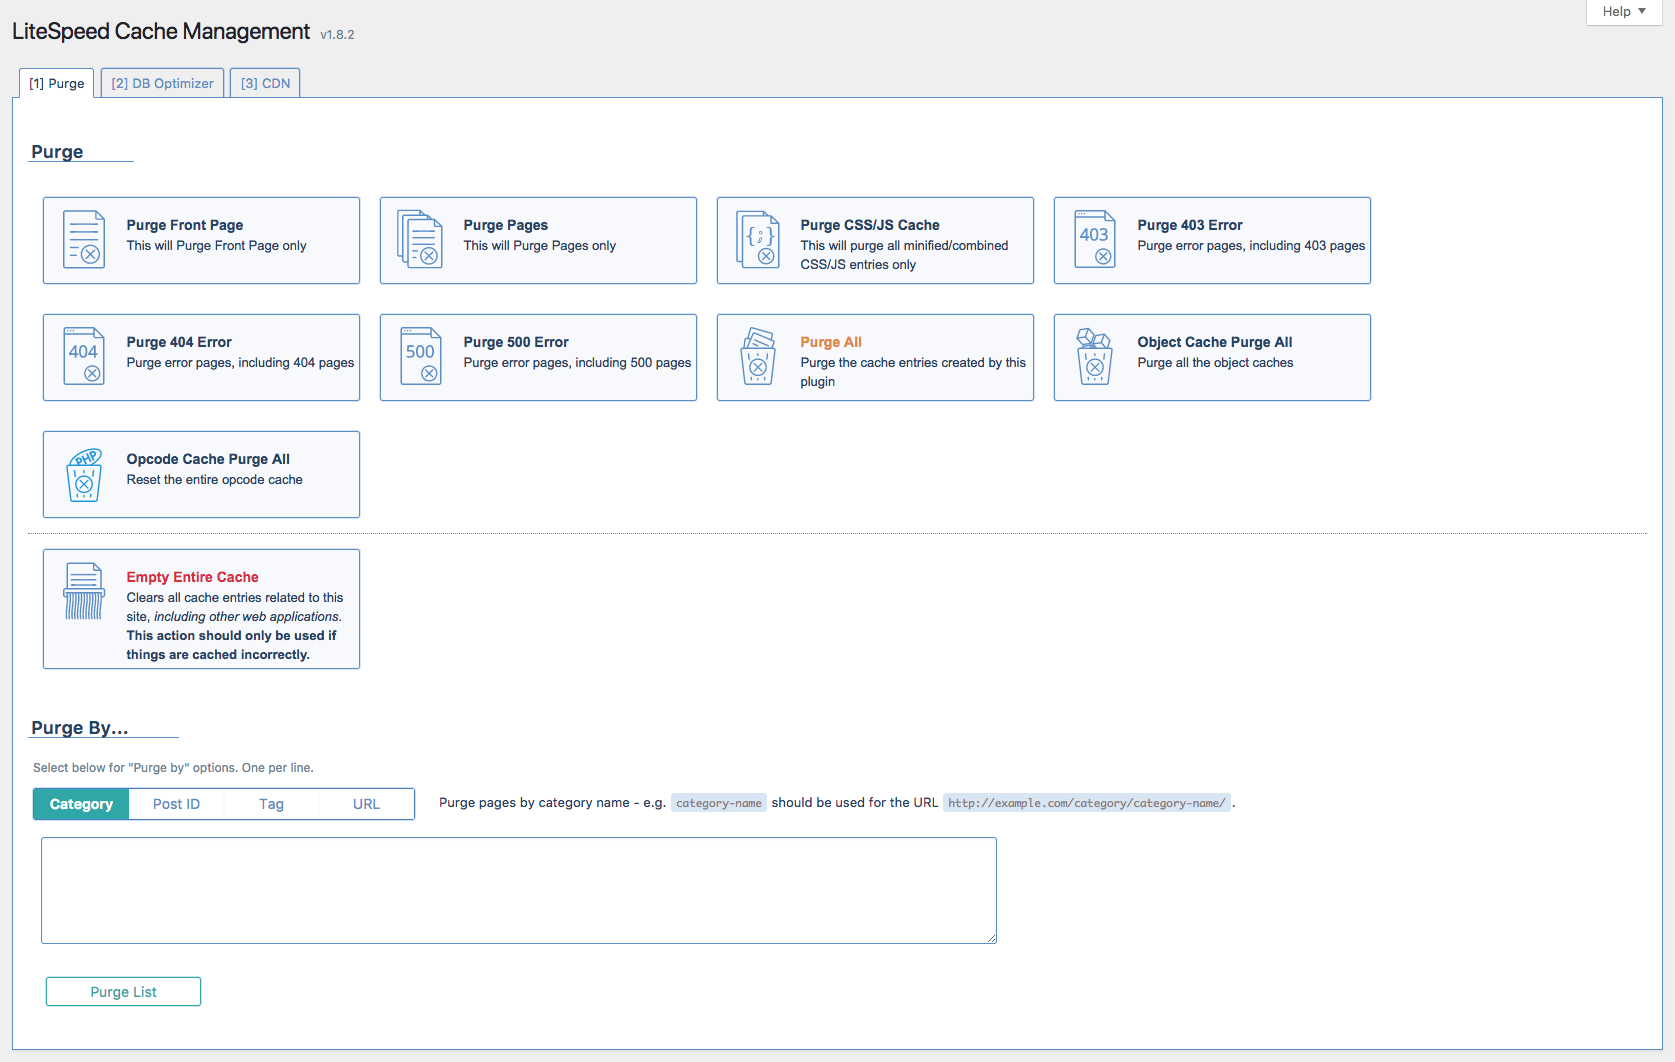 Help ▼
LiteSpeed Cache Management v1.8.2
[1] Purge
[2] DB Optimizer
[3] CDN
Purge
Purge Front Page
This will Purge Front Page only
Purge Pages
This will Purge Pages only
{;}
Purge CSS/JS Cache
This will purge all minified/combined
CSS/JS entries only
403
Purge 403 Error
Purge error pages, including 403 pages
404
Purge 404 Error
Purge error pages, including 404 pages
500
Purge 500 Error
Purge error pages, including 500 pages
Purge All
Purge the cache entries created by this
plugin
Object Cache Purge All
Purge all the object caches
PHP
Opcode Cache Purge All
Reset the entire opcode cache
Empty Entire Cache
Clears all cache entries related to this
site, including other web applications.
This action should only be used if
things are cached incorrectly.
Purge By...
Select below for "Purge by" options. One per line.
Category
Post ID
Tag
URL
Purge pages by category name - e.g. category-name should be used for the URL http://example.com/category/category-name/ .
Purge List